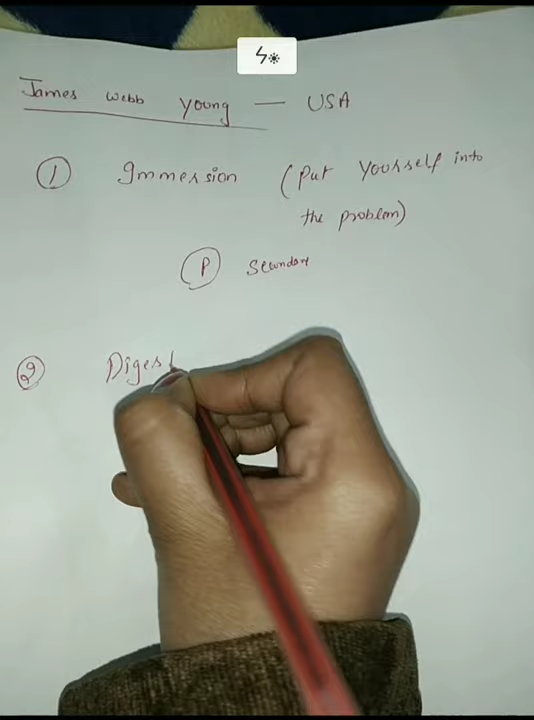 James Webb Young — USA
① Immersion (Put Yourself into
the problem)
Ⓟ Secondary
② Digest